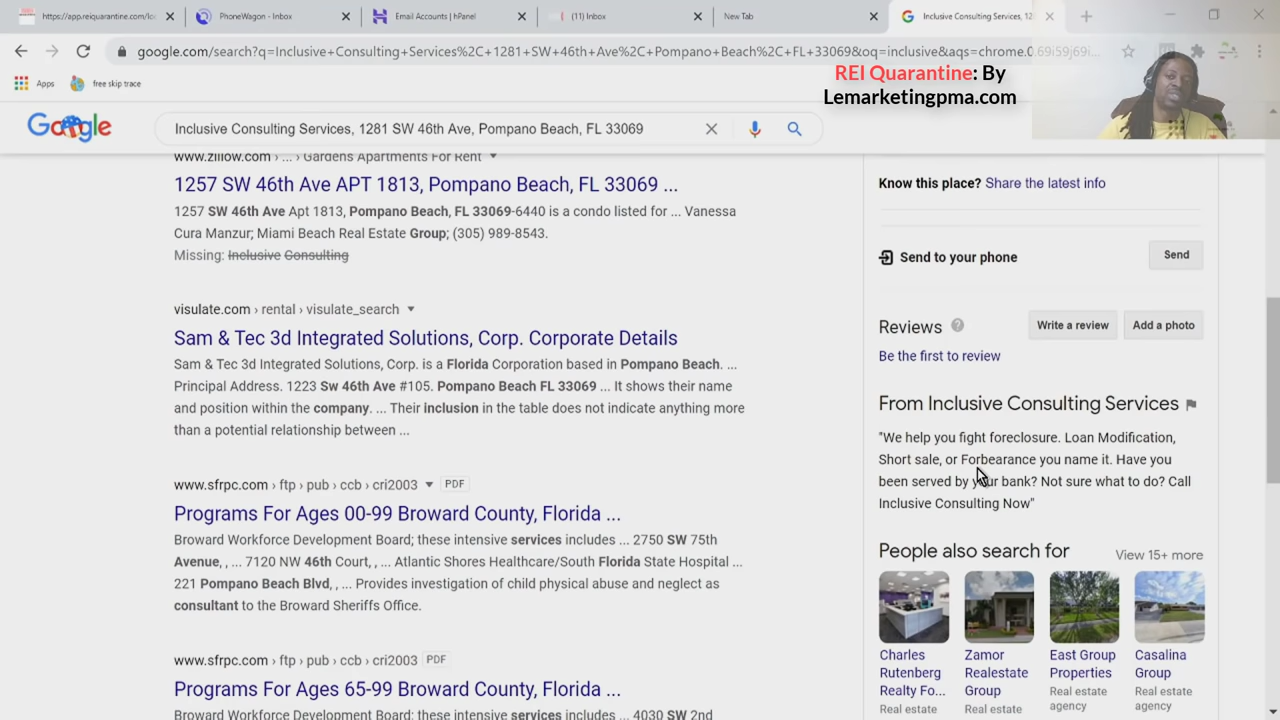 https://app.reiquarantine.com/lo
PhoneWagon - Inbox
Email Accounts | hPanel
(11) Inbox
New Tab
Inclusive Consulting Services, 12
google.com/search?q=Inclusive+Consulting+Services%2C+1281+SW+46th+Ave%2C+Pompano+Beach%2C+FL+33069&oq=inclusive&aqs=chrome.0.69i59j69i...
Apps
free skip trace
REI Quarantine: By
Lemarketingpma.com
Google
Inclusive Consulting Services, 1281 SW 46th Ave, Pompano Beach, FL 33069
www.zillow.com › ... › Gardens Apartments For Rent
1257 SW 46th Ave APT 1813, Pompano Beach, FL 33069 ...
1257 SW 46th Ave Apt 1813, Pompano Beach, FL 33069-6440 is a condo listed for ... Vanessa
Cura Manzur; Miami Beach Real Estate Group; (305) 989-8543.
Missing: Inclusive Consulting
visulate.com › rental › visulate_search
Sam & Tec 3d Integrated Solutions, Corp. Corporate Details
Sam & Tec 3d Integrated Solutions, Corp. is a Florida Corporation based in Pompano Beach. ...
Principal Address. 1223 Sw 46th Ave #105. Pompano Beach FL 33069 ... It shows their name
and position within the company. ... Their inclusion in the table does not indicate anything more
than a potential relationship between ...
www.sfrpc.com › ftp › pub › ccb › cri2003 PDF
Programs For Ages 00-99 Broward County, Florida ...
Broward Workforce Development Board; these intensive services includes ... 2750 SW 75th
Avenue, , ... 7120 NW 46th Court, , ... Atlantic Shores Healthcare/South Florida State Hospital ...
221 Pompano Beach Blvd, , ... Provides investigation of child physical abuse and neglect as
consultant to the Broward Sheriffs Office.
www.sfrpc.com › ftp › pub › ccb › cri2003 PDF
Programs For Ages 65-99 Broward County, Florida ...
Broward Workforce Development Board; these intensive services includes ... 4030 SW 2nd
Know this place? Share the latest info
Send to your phone
Send
Reviews
Write a review
Add a photo
Be the first to review
From Inclusive Consulting Services
"We help you fight foreclosure. Loan Modification,
Short sale, or Forbearance you name it. Have you
been served by your bank? Not sure what to do? Call
Inclusive Consulting Now"
People also search for
View 15+ more
Charles
Rutenberg
Realty Fo...
Real estate
Zamor
Realestate
Group
Real estate
East Group
Properties
Real estate
agency
Casalina
Group
Real estate
agency